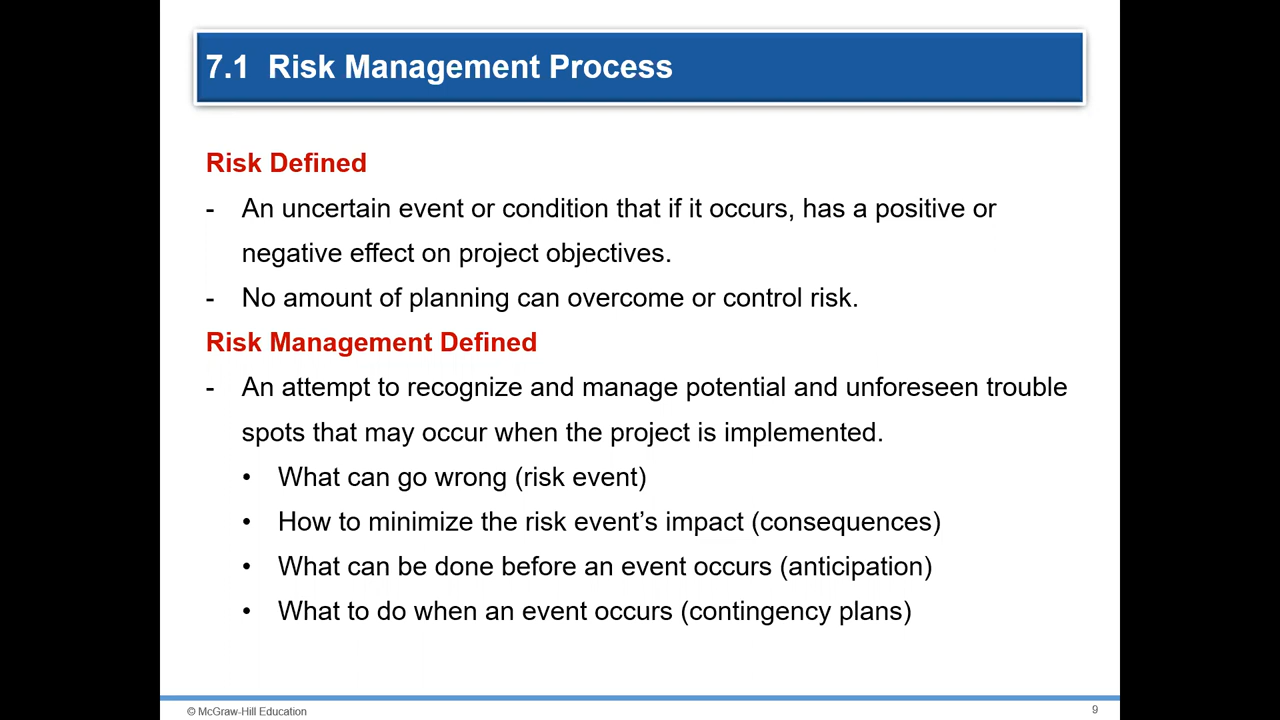 7.1 Risk Management Process
Risk Defined
- An uncertain event or condition that if it occurs, has a positive or
negative effect on project objectives.
- No amount of planning can overcome or control risk.
Risk Management Defined
- An attempt to recognize and manage potential and unforeseen trouble
spots that may occur when the project is implemented.
• What can go wrong (risk event)
• How to minimize the risk event’s impact (consequences)
• What can be done before an event occurs (anticipation)
• What to do when an event occurs (contingency plans)
© McGraw-Hill Education
9